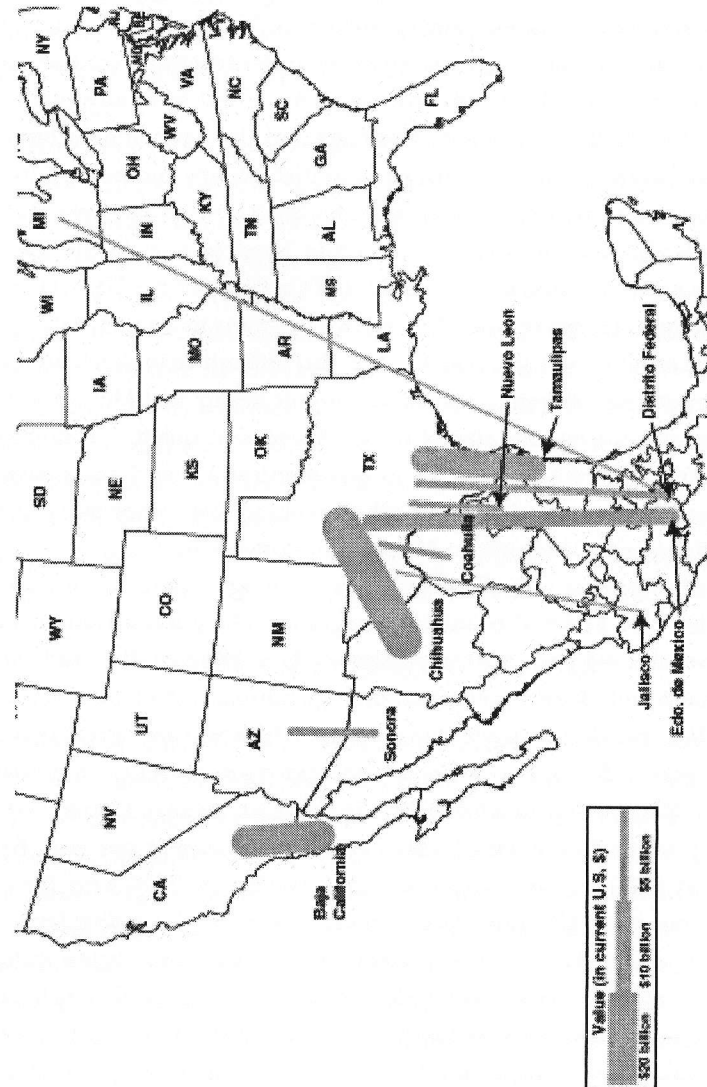 NY
MI
WI
SD
WY
PA
OH
IN
IL
IA
NE
CO
UT
NV
CA
VA
WV
KY
MO
KS
NC
TN
SC
GA
AL
MS
AR
OK
NM
AZ
LA
TX
FL
Nuevo Leon
Tamaulipas
Distrito Federal
Coahuila
Chihuahua
Sonora
Baja
California
Jalisco
Edo. de Mexico
Value (in current U.S. $)
$20 billion
$10 billion
$5 billion